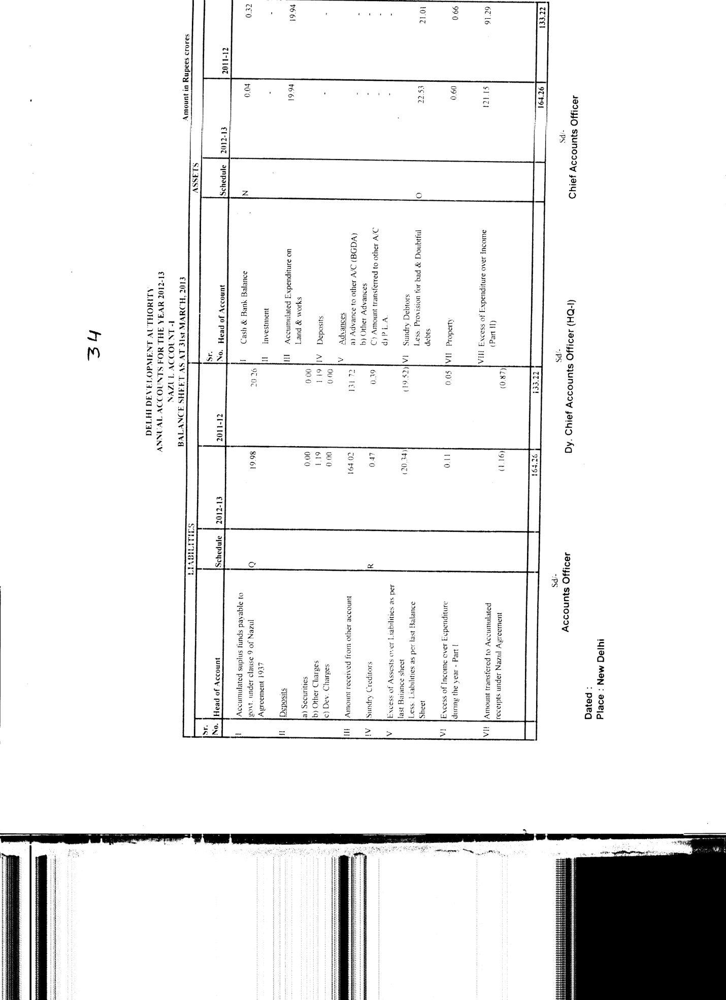 34
DELHI DEVELOPMENT AUTHORITY
ANNUAL ACCOUNTS FOR THE YEAR 2012-13
NAZUL ACCOUNT -I
BALANCE SHEET AS AT 31st MARCH, 2013
Amount in Rupees crores
LIABILITIES ASSETS
Sr. No. Head of Account Schedule 2012-13 2011-12 Sr. No. Head of Account Schedule 2012-13 2011-12
I Accumulated suplus funds payable to Q 19.98 20.26 I Cash & Bank Balance N 0.04 0.32
govt. under clause 9 of Nazul
Agreement 1937 II Investment - -
II Deposits III Accumulated Expenditure on 19.94 19.94
Land & works
a) Securities 0.00 0.00
b) Other Charges 1.19 1.19 IV Deposits - -
c) Dev. Charges 0.00 0.00
V Advances
III Amount received from other account 164.02 131.72 a) Advance to other A/C (BGDA) - -
b) Other Advances - -
IV Sundry Creditors R 0.47 0.39 C) Amount transferred to other A/C - -
d) P.L.A. - -
V Excess of Assests over Liabilities as per
last Balance sheet (20.34) (19.52) VI Sundry Debtors
Less: Liabilities as per last Balance Less. Provision for bad & Doubtful O 22.53 21.01
Sheet debts
VI Excess of Income over Ecpenditure 0.11 0.05 VII Property 0.60 0.66
during the year - Part I
VII Amount transfered to Accumulated VIII Excess of Expenditure over Income 121.15 91.29
receipts under Nazul Agreement (1.16) (0.87) (Part II)
164.26 133.22 164.26 133.22
Sd/- Sd/- Sd/-
Accounts Officer Dy. Chief Accounts Officer (HQ-I) Chief Accounts Officer
Dated :
Place : New Delhi